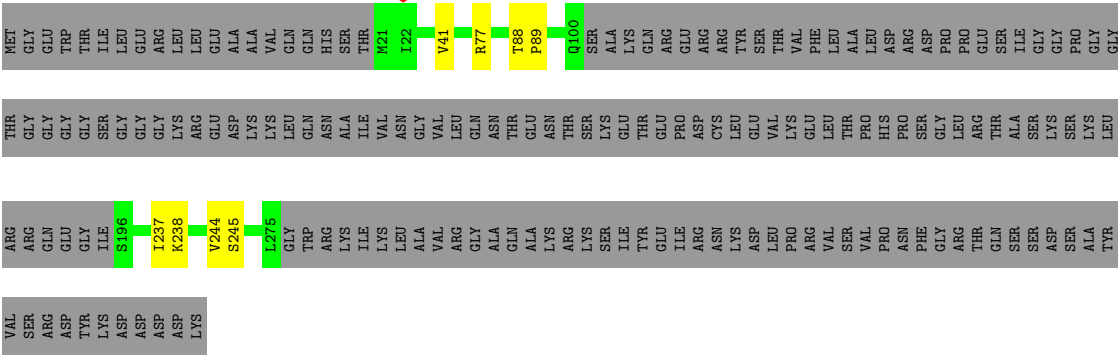 MET GLY GLU TRP THR ILE LEU GLU ARG LEU LEU GLU ALA ALA VAL GLN GLN HIS SER THR M21 I22 V41 R77 T88 P89 Q100 SER ALA LYS GLN ARG GLU ARG ARG TYR SER THR VAL PHE LEU ALA LEU ASP ARG ASP PRO PRO GLU SER ILE GLY GLY PRO GLY GLY
THR GLY GLY GLY GLY SER GLY GLY GLY LYS ARG GLU ASP LYS LYS LEU GLN ASN ALA ILE VAL ASN GLY VAL LEU GLN ASN THR GLU ASN THR SER LYS GLU THR GLU PRO ASP CYS LEU GLU VAL LYS GLU LEU THR PRO HIS PRO SER GLY LEU ARG THR ALA SER LYS SER LYS LEU
ARG ARG GLN GLU GLY ILE S196 I237 K238 V244 S245 L275 GLY TRP ARG LYS ILE LYS LEU ALA VAL ARG GLY ALA GLN ALA LYS ARG LYS SER ILE TYR GLU ILE ARG ASN LYS ASP LEU PRO ARG VAL SER VAL PRO ASN PHE GLY ARG THR GLN SER SER ASP SER ALA TYR
VAL SER ARG ASP TYR LYS ASP ASP ASP ASP LYS